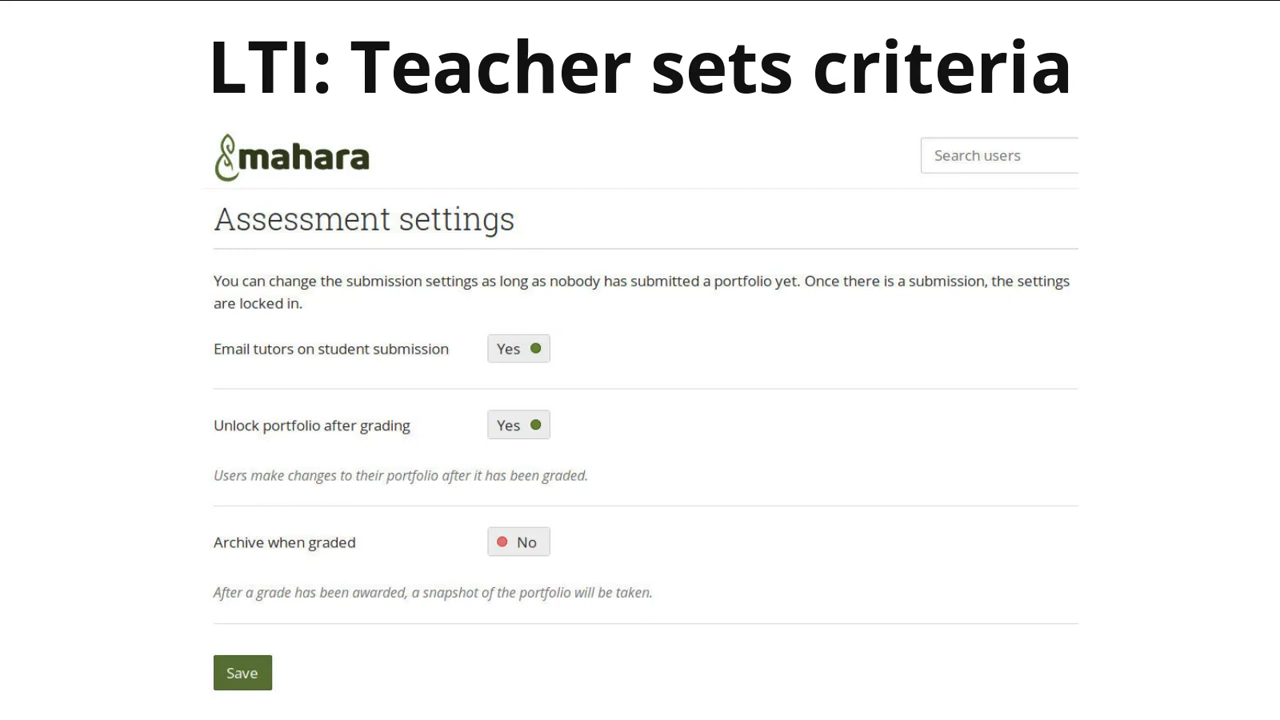 LTI: Teacher sets criteria
mahara
Search users
Assessment settings
You can change the submission settings as long as nobody has submitted a portfolio yet. Once there is a submission, the settings
are locked in.
Email tutors on student submission Yes
Unlock portfolio after grading Yes
Users make changes to their portfolio after it has been graded.
Archive when graded No
After a grade has been awarded, a snapshot of the portfolio will be taken.
Save